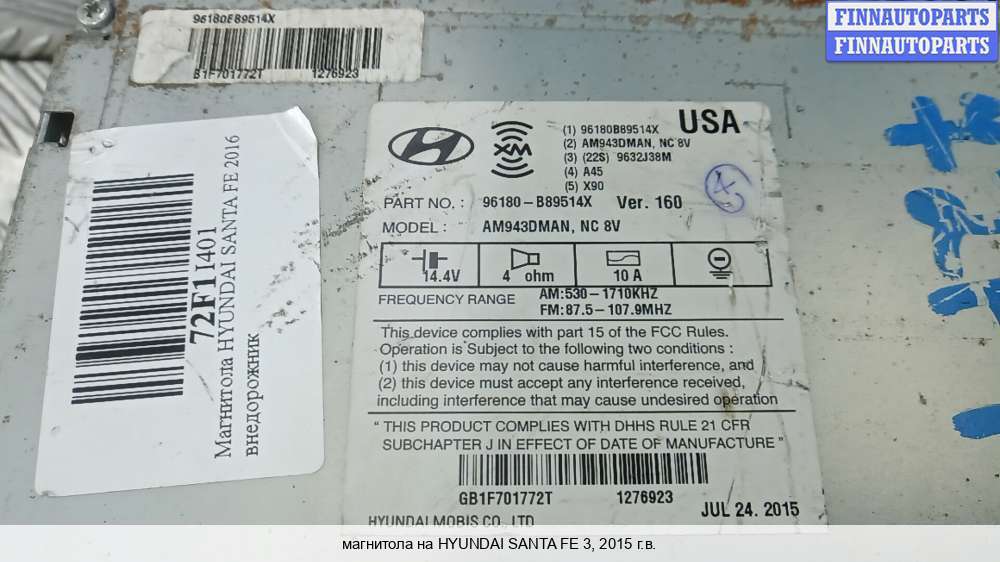 96180B89514X
B1F701772T 1276923
FINNAUTOPARTS
FINNAUTOPARTS
72F1I401
Магнитола HYUNDAI SANTA FE 2016
внедорожник
XM
USA
(1) 96180B89514X
(2) AM943DMAN, NC 8V
(3) (22S) 9632J38M
(4) A45
(5) X90
PART NO. : 96180-B89514X Ver. 160
MODEL : AM943DMAN, NC 8V
14.4V 4 ohm 10 A
FREQUENCY RANGE AM:530-1710KHZ
FM:87.5-107.9MHZ
This device complies with part 15 of the FCC Rules.
Operation is Subject to the following two conditions :
(1) this device may not cause harmful interference, and
(2) this device must accept any interference received,
including interference that may cause undesired operation
" THIS PRODUCT COMPLIES WITH DHHS RULE 21 CFR
SUBCHAPTER J IN EFFECT OF DATE OF MANUFACTURE "
GB1F701772T 1276923
JUL 24. 2015
HYUNDAI MOBIS CO., LTD
магнитола на HYUNDAI SANTA FE 3, 2015 г.в.